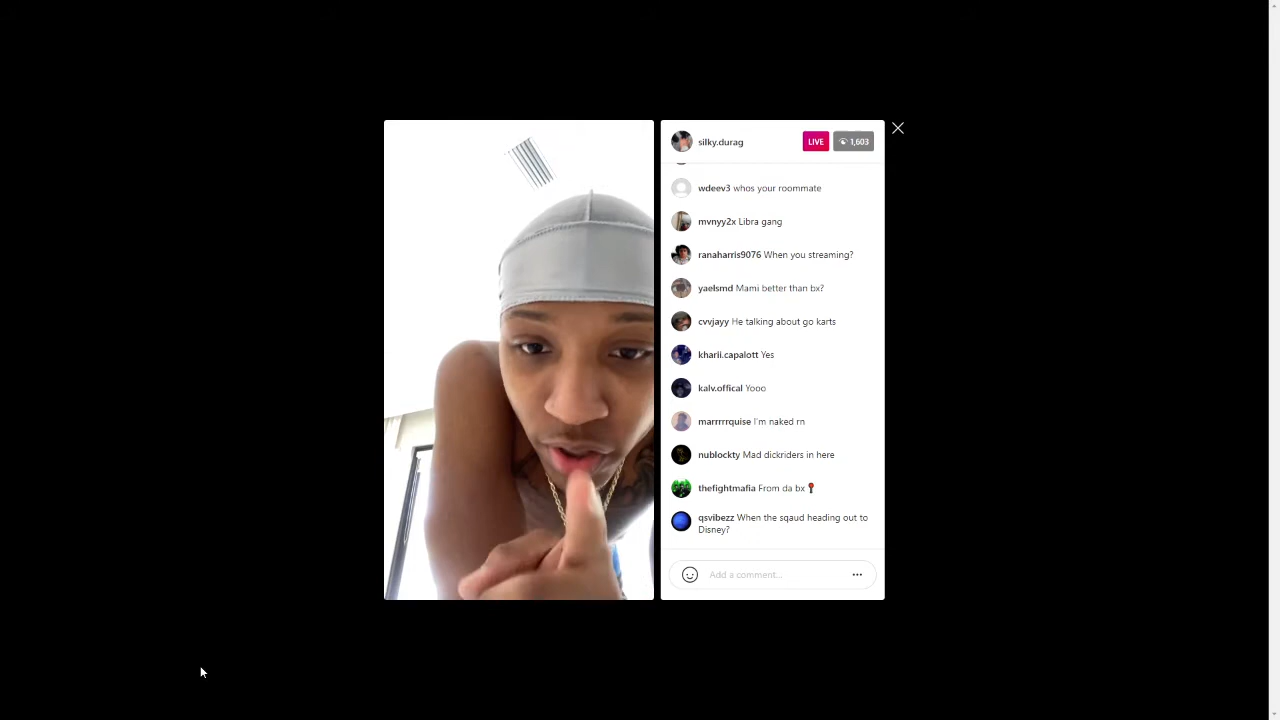 silky.durag LIVE 1,603
wdeev3 whos your roommate
mvnyy2x Libra gang
ranaharris9076 When you streaming?
yaelsmd Mami better than bx?
cvvjayy He talking about go karts
kharii.capalott Yes
kalv.offical Yooo
marrrrrquise I'm naked rn
nublockty Mad dickriders in here
thefightmafia From da bx📍
qsvibezz When the sqaud heading out to
Disney?
Add a comment...